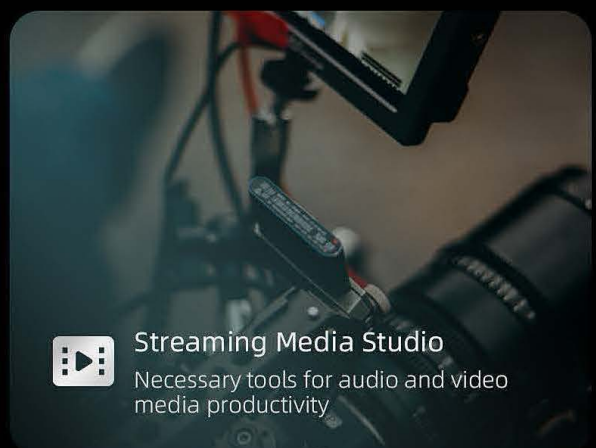 Streaming Media Studio
Necessary tools for audio and video
media productivity